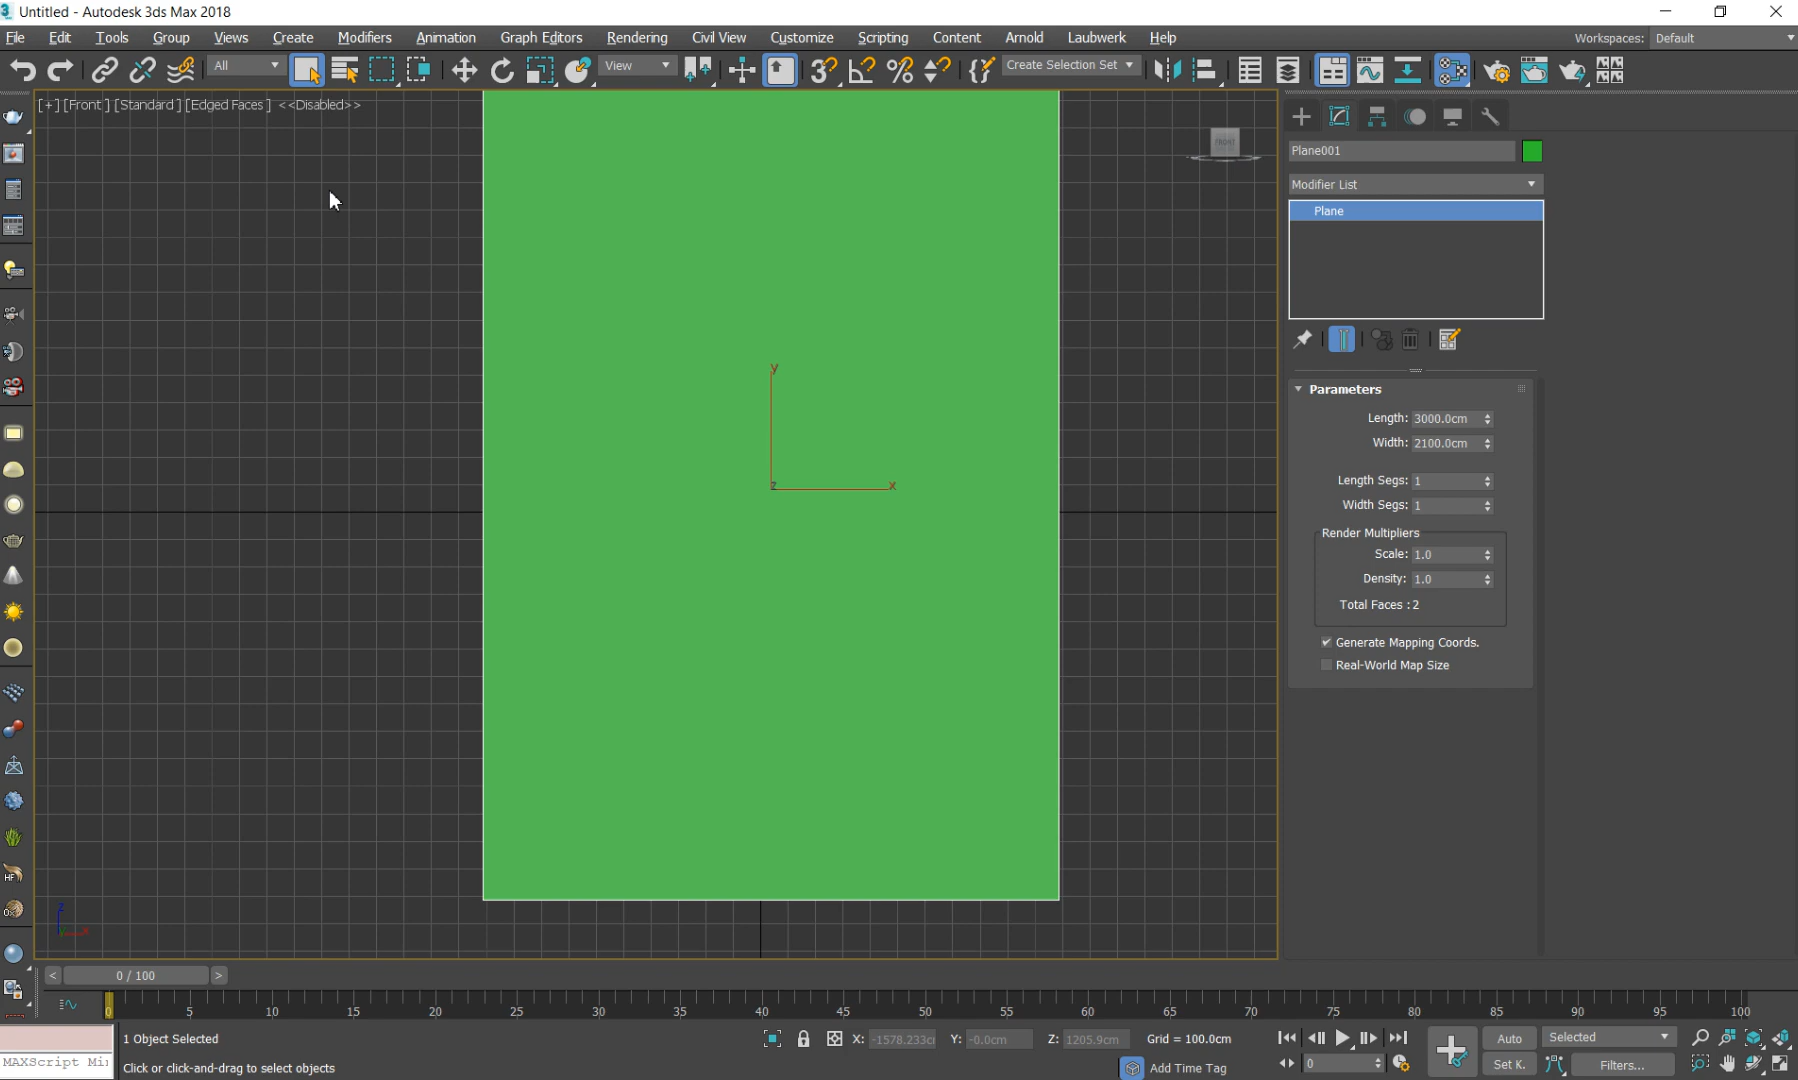 Untitled - Autodesk 3ds Max 2018
File Edit Tools Group Views Create Modifiers Animation Graph Editors Rendering Civil View Customize Scripting Content Arnold Laubwerk Help Workspaces: Default
All View Create Selection Set
[+] [Front ] [Standard ] [Edged Faces ] <<Disabled>>
FRONT
Plane001
Modifier List
Plane
y
z x
Parameters
Length: 3000.0cm
Width: 2100.0cm
Length Segs: 1
Width Segs: 1
Render Multipliers
Scale: 1.0
Density: 1.0
Total Faces : 2
Generate Mapping Coords.
Real-World Map Size
z
x
< 0 / 100 >
0 5 10 15 20 25 30 35 40 45 50 55 60 65 70 75 80 85 90 95 100
1 Object Selected X: -1578.233cr Y: -0.0cm Z: 1205.9cm Grid = 100.0cm Auto Selected
MAXScript Mi Click or click-and-drag to select objects Add Time Tag 0 Set K. Filters...